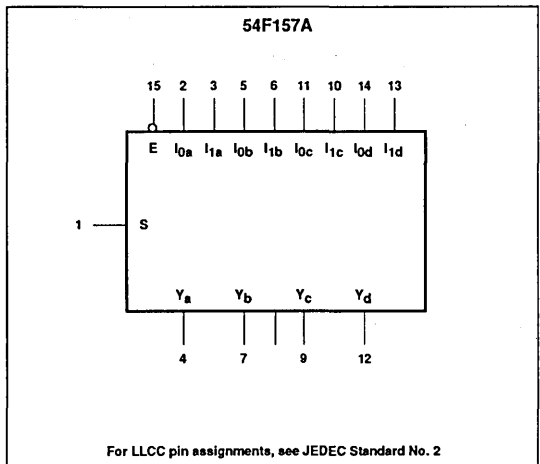 54F157A
15 2 3 5 6 11 10 14 13
E I0a I1a I0b I1b I0c I1c I0d I1d
1 S
Ya Yb Yc Yd
4 7 9 12
For LLCC pin assignments, see JEDEC Standard No. 2